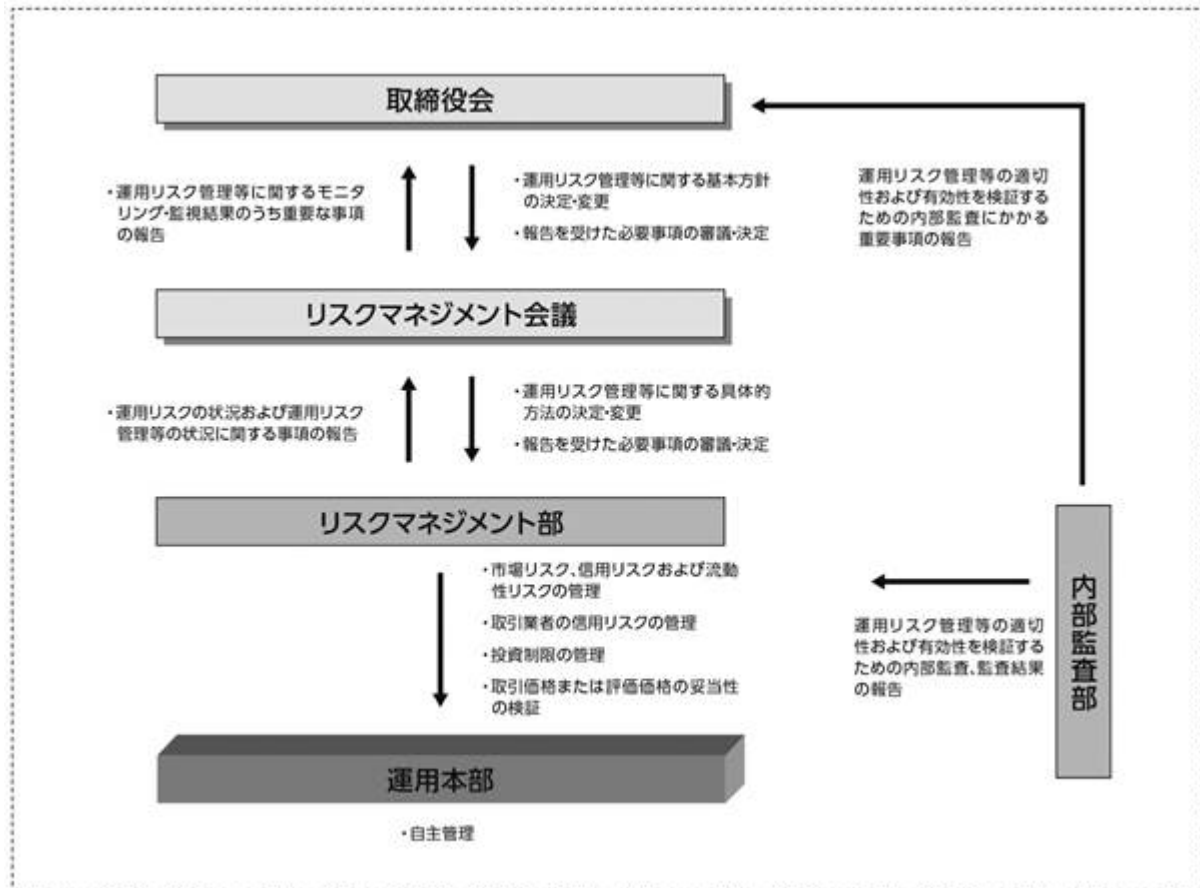 取締役会
・運用リスク管理等に関するモニタ
リング・監視結果のうち重要な事項
の報告
・運用リスク管理等に関する基本方針
の決定・変更
・報告を受けた必要事項の審議・決定
運用リスク管理等の適切
性および有効性を検証する
ための内部監査にかかる
重要事項の報告
リスクマネジメント会議
・運用リスクの状況および運用リスク
管理等の状況に関する事項の報告
・運用リスク管理等に関する具体的
方法の決定・変更
・報告を受けた必要事項の審議・決定
リスクマネジメント部
・市場リスク、信用リスクおよび流動
性リスクの管理
・取引業者の信用リスクの管理
・投資制限の管理
・取引価格または評価価格の妥当性
の検証
運用リスク管理等の適切
性および有効性を検証する
ための内部監査、監査結果
の報告
内部監査部
運用本部
・自主管理